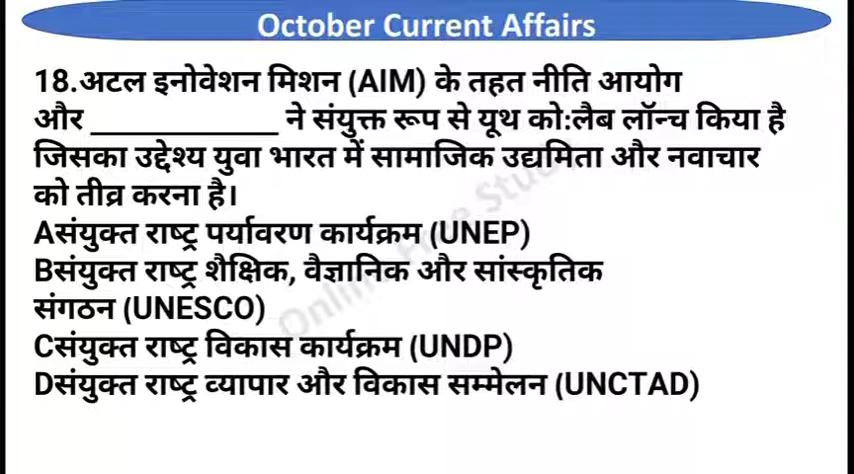 October Current Affairs
18.अटल इनोवेशन मिशन (AIM) के तहत नीति आयोग
और ____________ ने संयुक्त रूप से यूथ को:लैब लॉन्च किया है
जिसका उद्देश्य युवा भारत में सामाजिक उद्यमिता और नवाचार
को तीव्र करना है।
Aसंयुक्त राष्ट्र पर्यावरण कार्यक्रम (UNEP)
Bसंयुक्त राष्ट्र शैक्षिक, वैज्ञानिक और सांस्कृतिक
संगठन (UNESCO)
Cसंयुक्त राष्ट्र विकास कार्यक्रम (UNDP)
Dसंयुक्त राष्ट्र व्यापार और विकास सम्मेलन (UNCTAD)